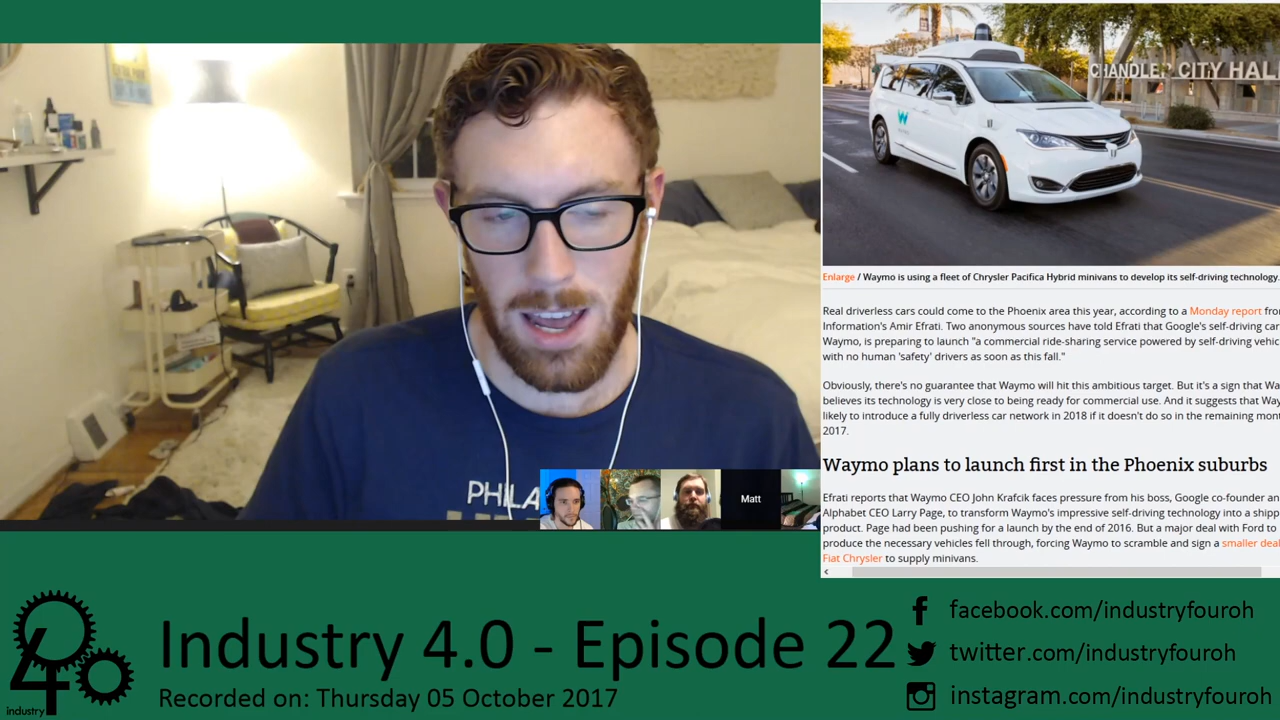 CHANDLER CITY HALL
Enlarge / Waymo is using a fleet of Chrysler Pacifica Hybrid minivans to develop its self-driving technology.
Real driverless cars could come to the Phoenix area this year, according to a Monday report fro
Information's Amir Efrati. Two anonymous sources have told Efrati that Google's self-driving car
Waymo, is preparing to launch "a commercial ride-sharing service powered by self-driving vehic
with no human 'safety' drivers as soon as this fall."
Obviously, there's no guarantee that Waymo will hit this ambitious target. But it's a sign that Wa
believes its technology is very close to being ready for commercial use. And it suggests that Way
likely to introduce a fully driverless car network in 2018 if it doesn't do so in the remaining mon
2017.
Waymo plans to launch first in the Phoenix suburbs
Efrati reports that Waymo CEO John Krafcik faces pressure from his boss, Google co-founder an
Alphabet CEO Larry Page, to transform Waymo's impressive self-driving technology into a shipp
product. Page had been pushing for a launch by the end of 2016. But a major deal with Ford to
produce the necessary vehicles fell through, forcing Waymo to scramble and sign a smaller deal
Fiat Chrysler to supply minivans.
PHILA
Matt
4.0
industry
Industry 4.0 - Episode 22
Recorded on: Thursday 05 October 2017
facebook.com/industryfouroh
twitter.com/industryfouroh
instagram.com/industryfouroh